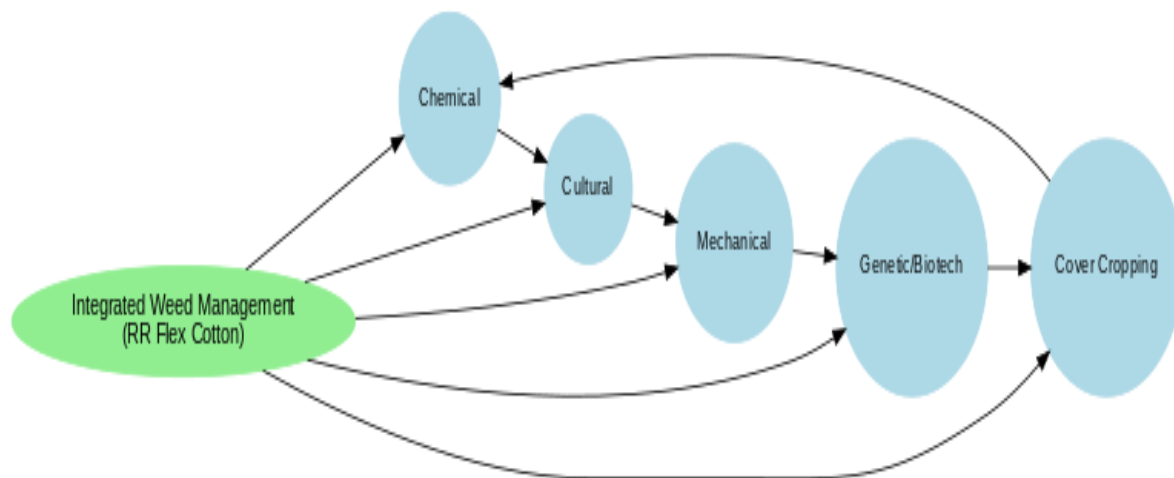 Chemical
Cultural
Mechanical
Genetic/Biotech
Cover Cropping
Integrated Weed Management
(RR Flex Cotton)